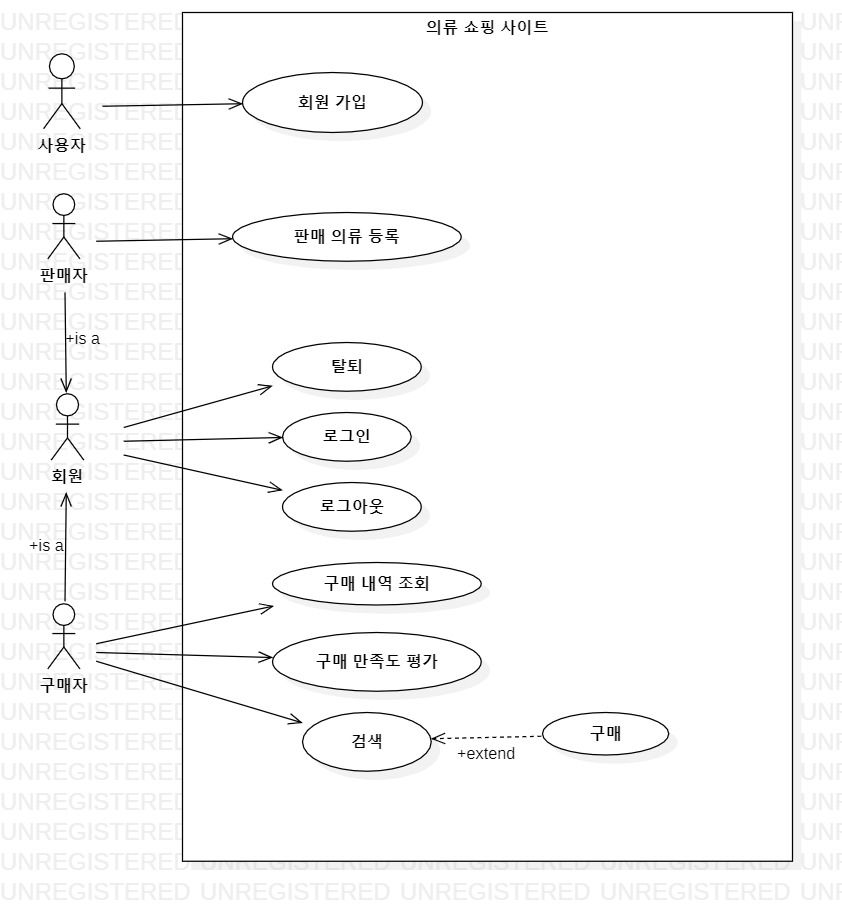 의류 쇼핑 사이트
사용자
회원 가입
판매자
판매 의류 등록
+is a
회원
탈퇴
로그인
로그아웃
+is a
구매자
구매 내역 조회
구매 만족도 평가
검색
+extend
구매
UNREGISTERED UNREGISTERED UNREGISTERED UNREGISTERED UNR